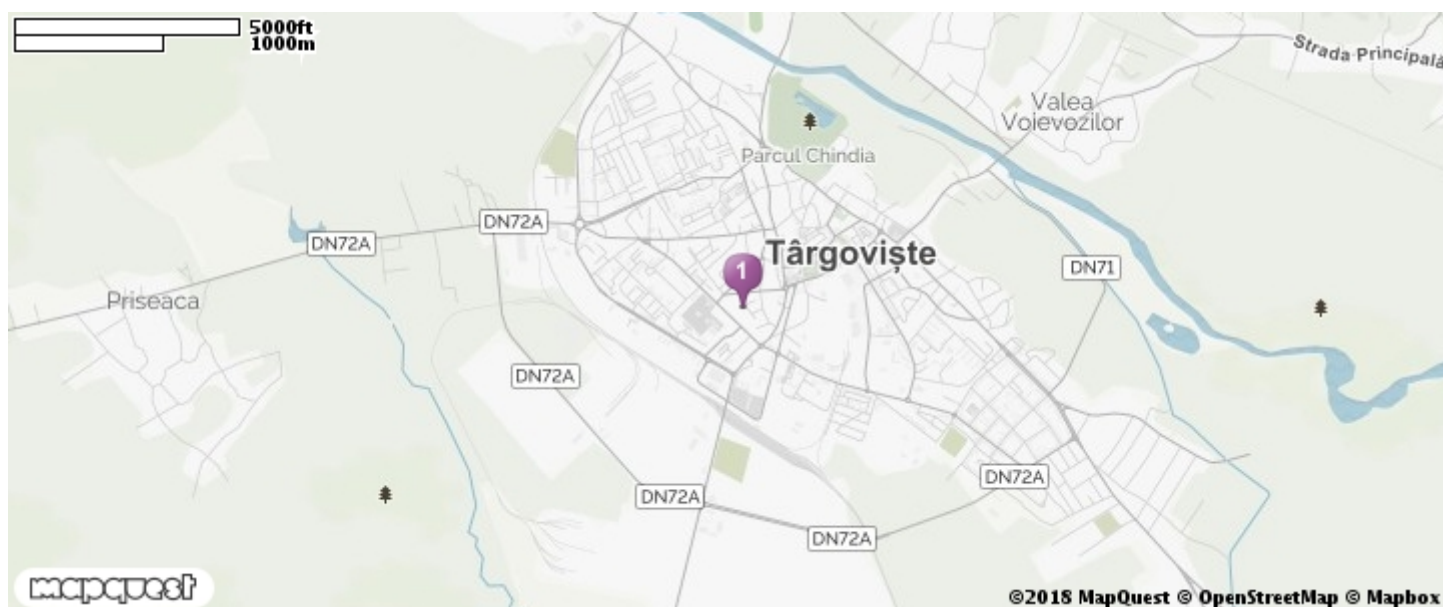 5000ft
1000m
Strada Principală
Valea
Voievozilor
Parcul Chindia
DN72A
DN72A
Târgoviște
1
DN71
Priseaca
DN72A
DN72A
DN72A
DN72A
mapquest
©2018 MapQuest © OpenStreetMap © Mapbox